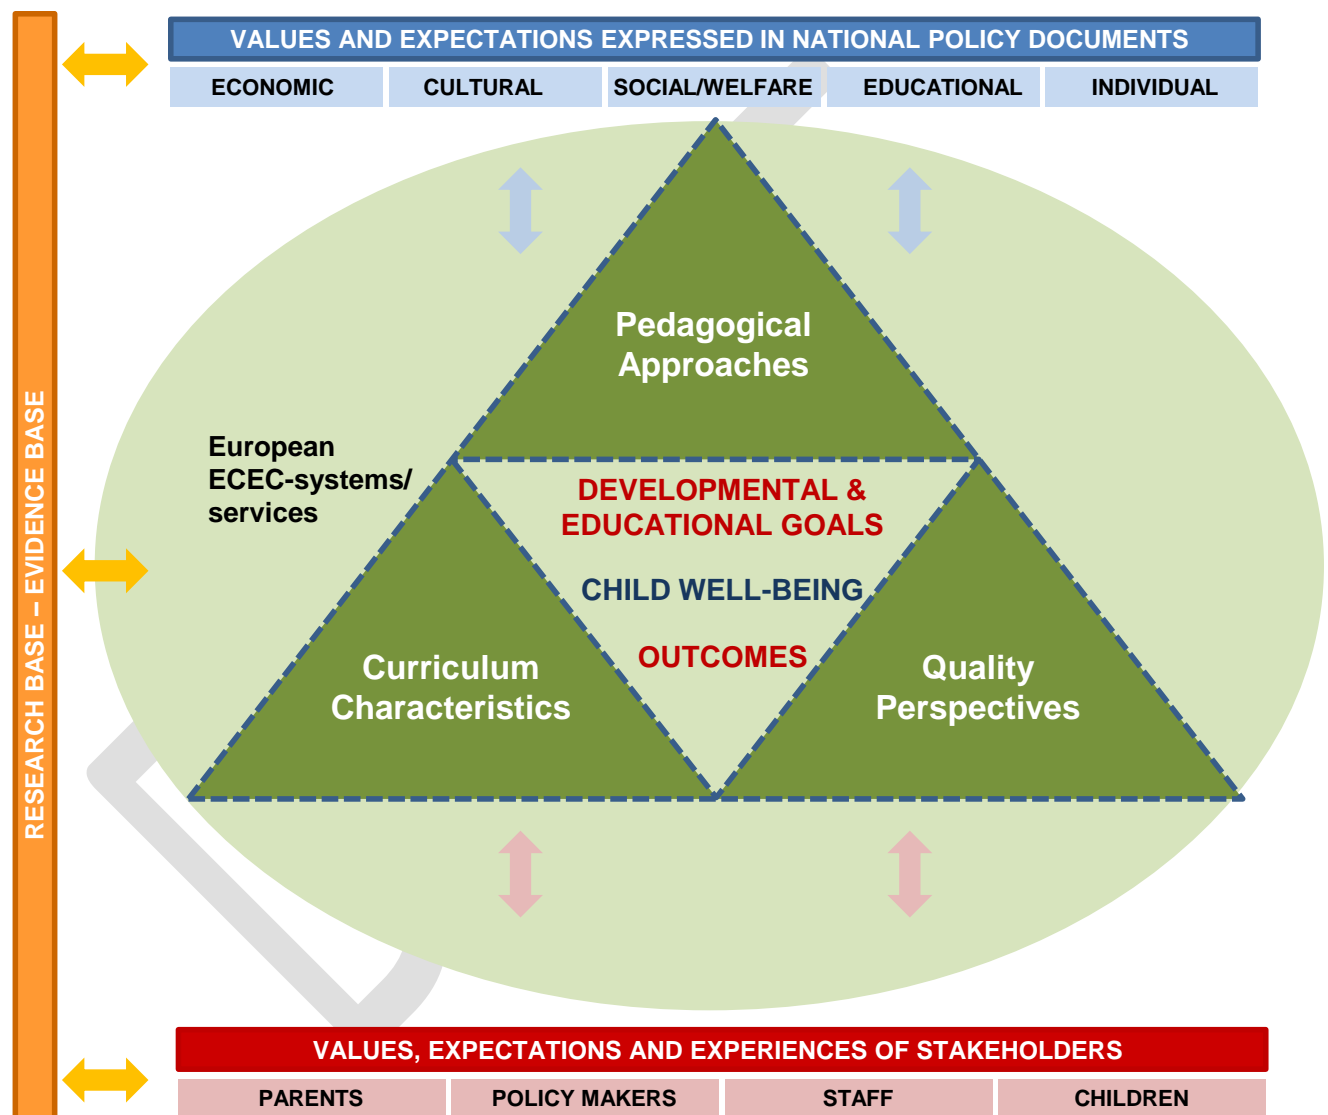 VALUES AND EXPECTATIONS EXPRESSED IN NATIONAL POLICY DOCUMENTS
ECONOMIC CULTURAL SOCIAL/WELFARE EDUCATIONAL INDIVIDUAL
RESEARCH BASE – EVIDENCE BASE
Pedagogical
Approaches
European
ECEC-systems/
services
DEVELOPMENTAL &
EDUCATIONAL GOALS
CHILD WELL-BEING
OUTCOMES
Curriculum
Characteristics
Quality
Perspectives
VALUES, EXPECTATIONS AND EXPERIENCES OF STAKEHOLDERS
PARENTS POLICY MAKERS STAFF CHILDREN